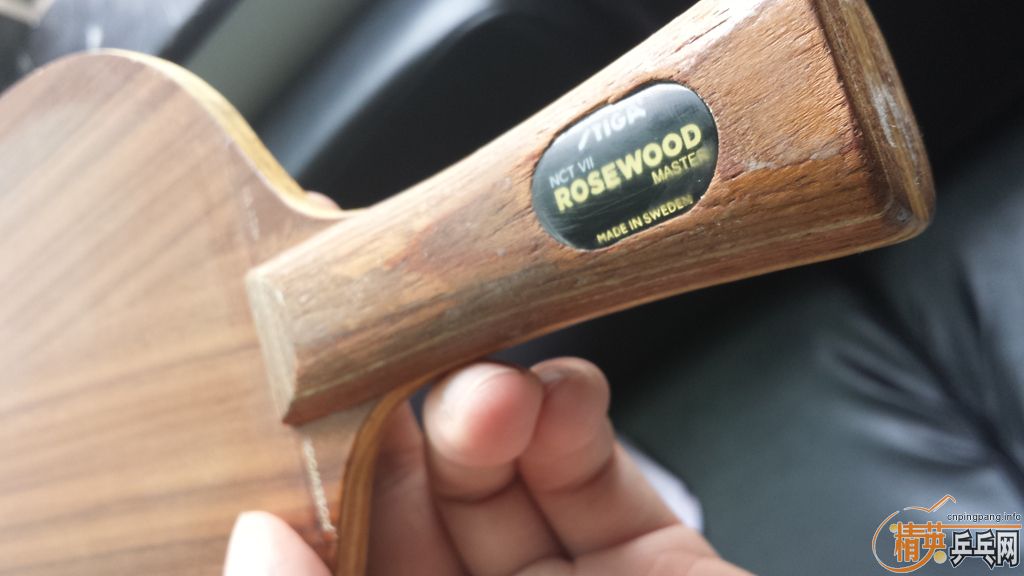 STIGA
NCT VII
ROSEWOOD
MASTER
MADE IN SWEDEN
cnpingpang.info
精英乒乓网